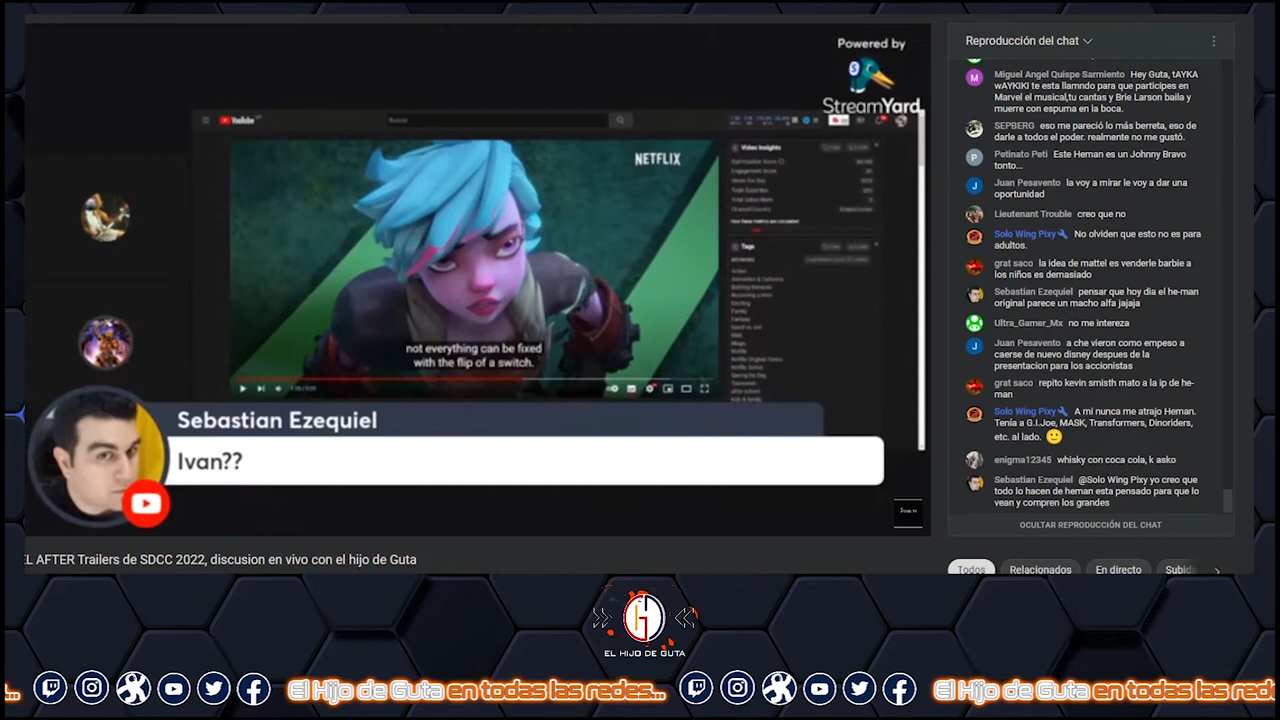 Powered by
StreamYard
YouTube
Buscar
Video Insights
NETFLIX
Tags
not everything can be fixed
with the flip of a switch.
Sebastian Ezequiel
Ivan??
EL AFTER Trailers de SDCC 2022, discusion en vivo con el hijo de Guta
Reproducción del chat
Miguel Angel Quispe Sarmiento Hey Guta, tAYKA
wAYKIKI te esta llamndo para que participes en
Marvel el musical,tu cantas y Brie Larson baila y
muerre con espuma en la boca.
SEPBERG eso me pareció lo más berreta, eso de
darle a todos el poder. realmente no me gustó.
Petinato Peti Este Heman es un Johnny Bravo
tonto...
Juan Pesavento la voy a mirar le voy a dar una
oportunidad
Lieutenant Trouble creo que no
Solo Wing Pixy No olviden que esto no es para
adultos.
grat saco la idea de mattel es venderle barbie a
los niños es demasiado
Sebastian Ezequiel pensar que hoy dia el he-man
original parece un macho alfa jajaja
Ultra_Gamer_Mx no me intereza
Juan Pesavento a che vieron como empeso a
caerse de nuevo disney despues de la
presentacion para los accionistas
grat saco repito kevin smisth mato a la ip de he-
man
Solo Wing Pixy A mi nunca me atrajo Heman.
Tenía a G.I.Joe, MASK, Transformers, Dinoriders,
etc. al lado.
enigma12345 whisky con coca cola, k asko
Sebastian Ezequiel @Solo Wing Pixy yo creo que
todo lo hacen de heman esta pensado para que lo
vean y compren los grandes
OCULTAR REPRODUCCIÓN DEL CHAT
Todos Relacionados En directo Subid
EL HIJO DE GUTA
El Hijo de Guta en todas las redes... El Hijo de Guta en todas las rede